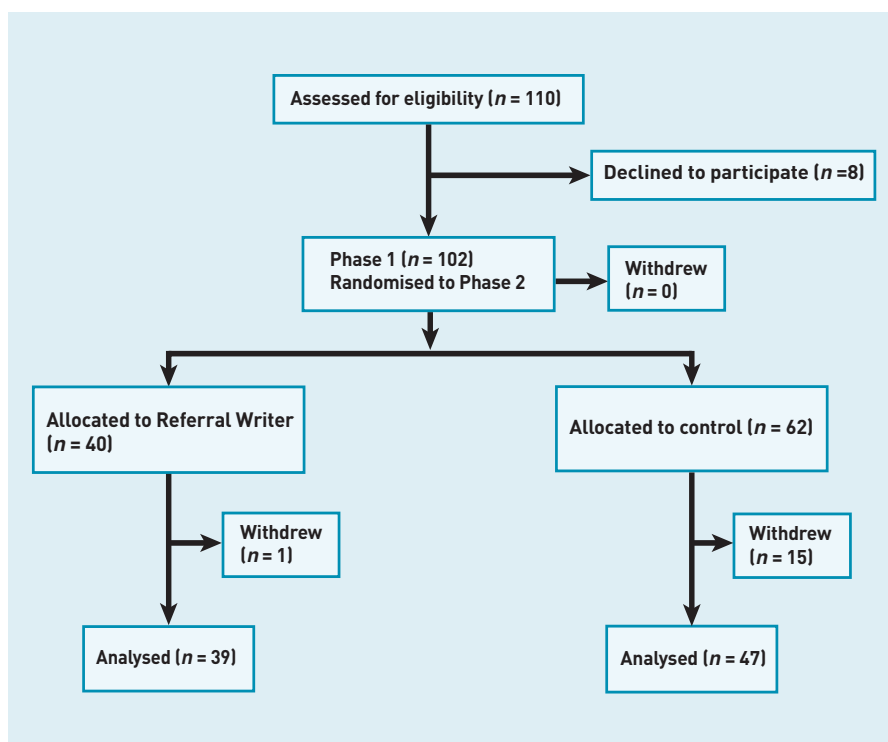 Assessed for eligibility (n = 110)
Declined to participate (n =8)
Phase 1 (n = 102)
Randomised to Phase 2
Withdrew
(n = 0)
Allocated to Referral Writer
(n = 40)
Allocated to control (n = 62)
Withdrew
(n = 1)
Withdrew
(n = 15)
Analysed (n = 39)
Analysed (n = 47)